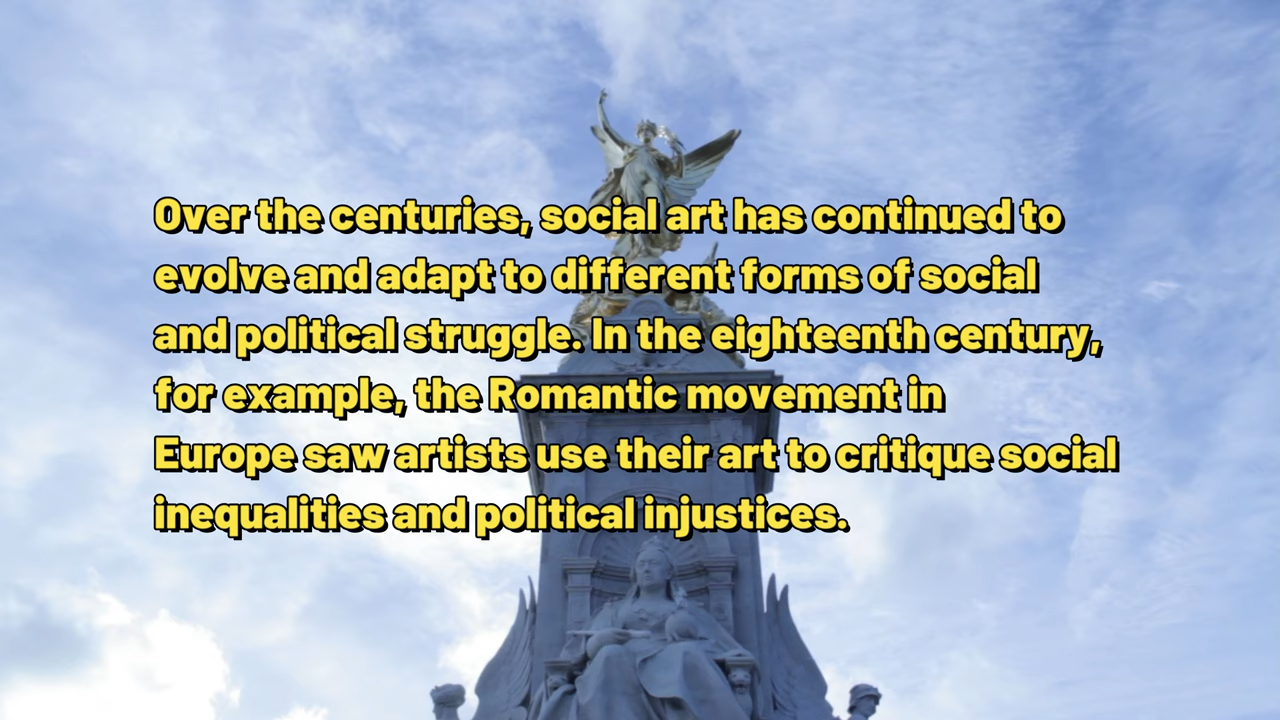 Over the centuries, social art has continued to
evolve and adapt to different forms of social
and political struggle. In the eighteenth century,
for example, the Romantic movement in
Europe saw artists use their art to critique social
inequalities and political injustices.